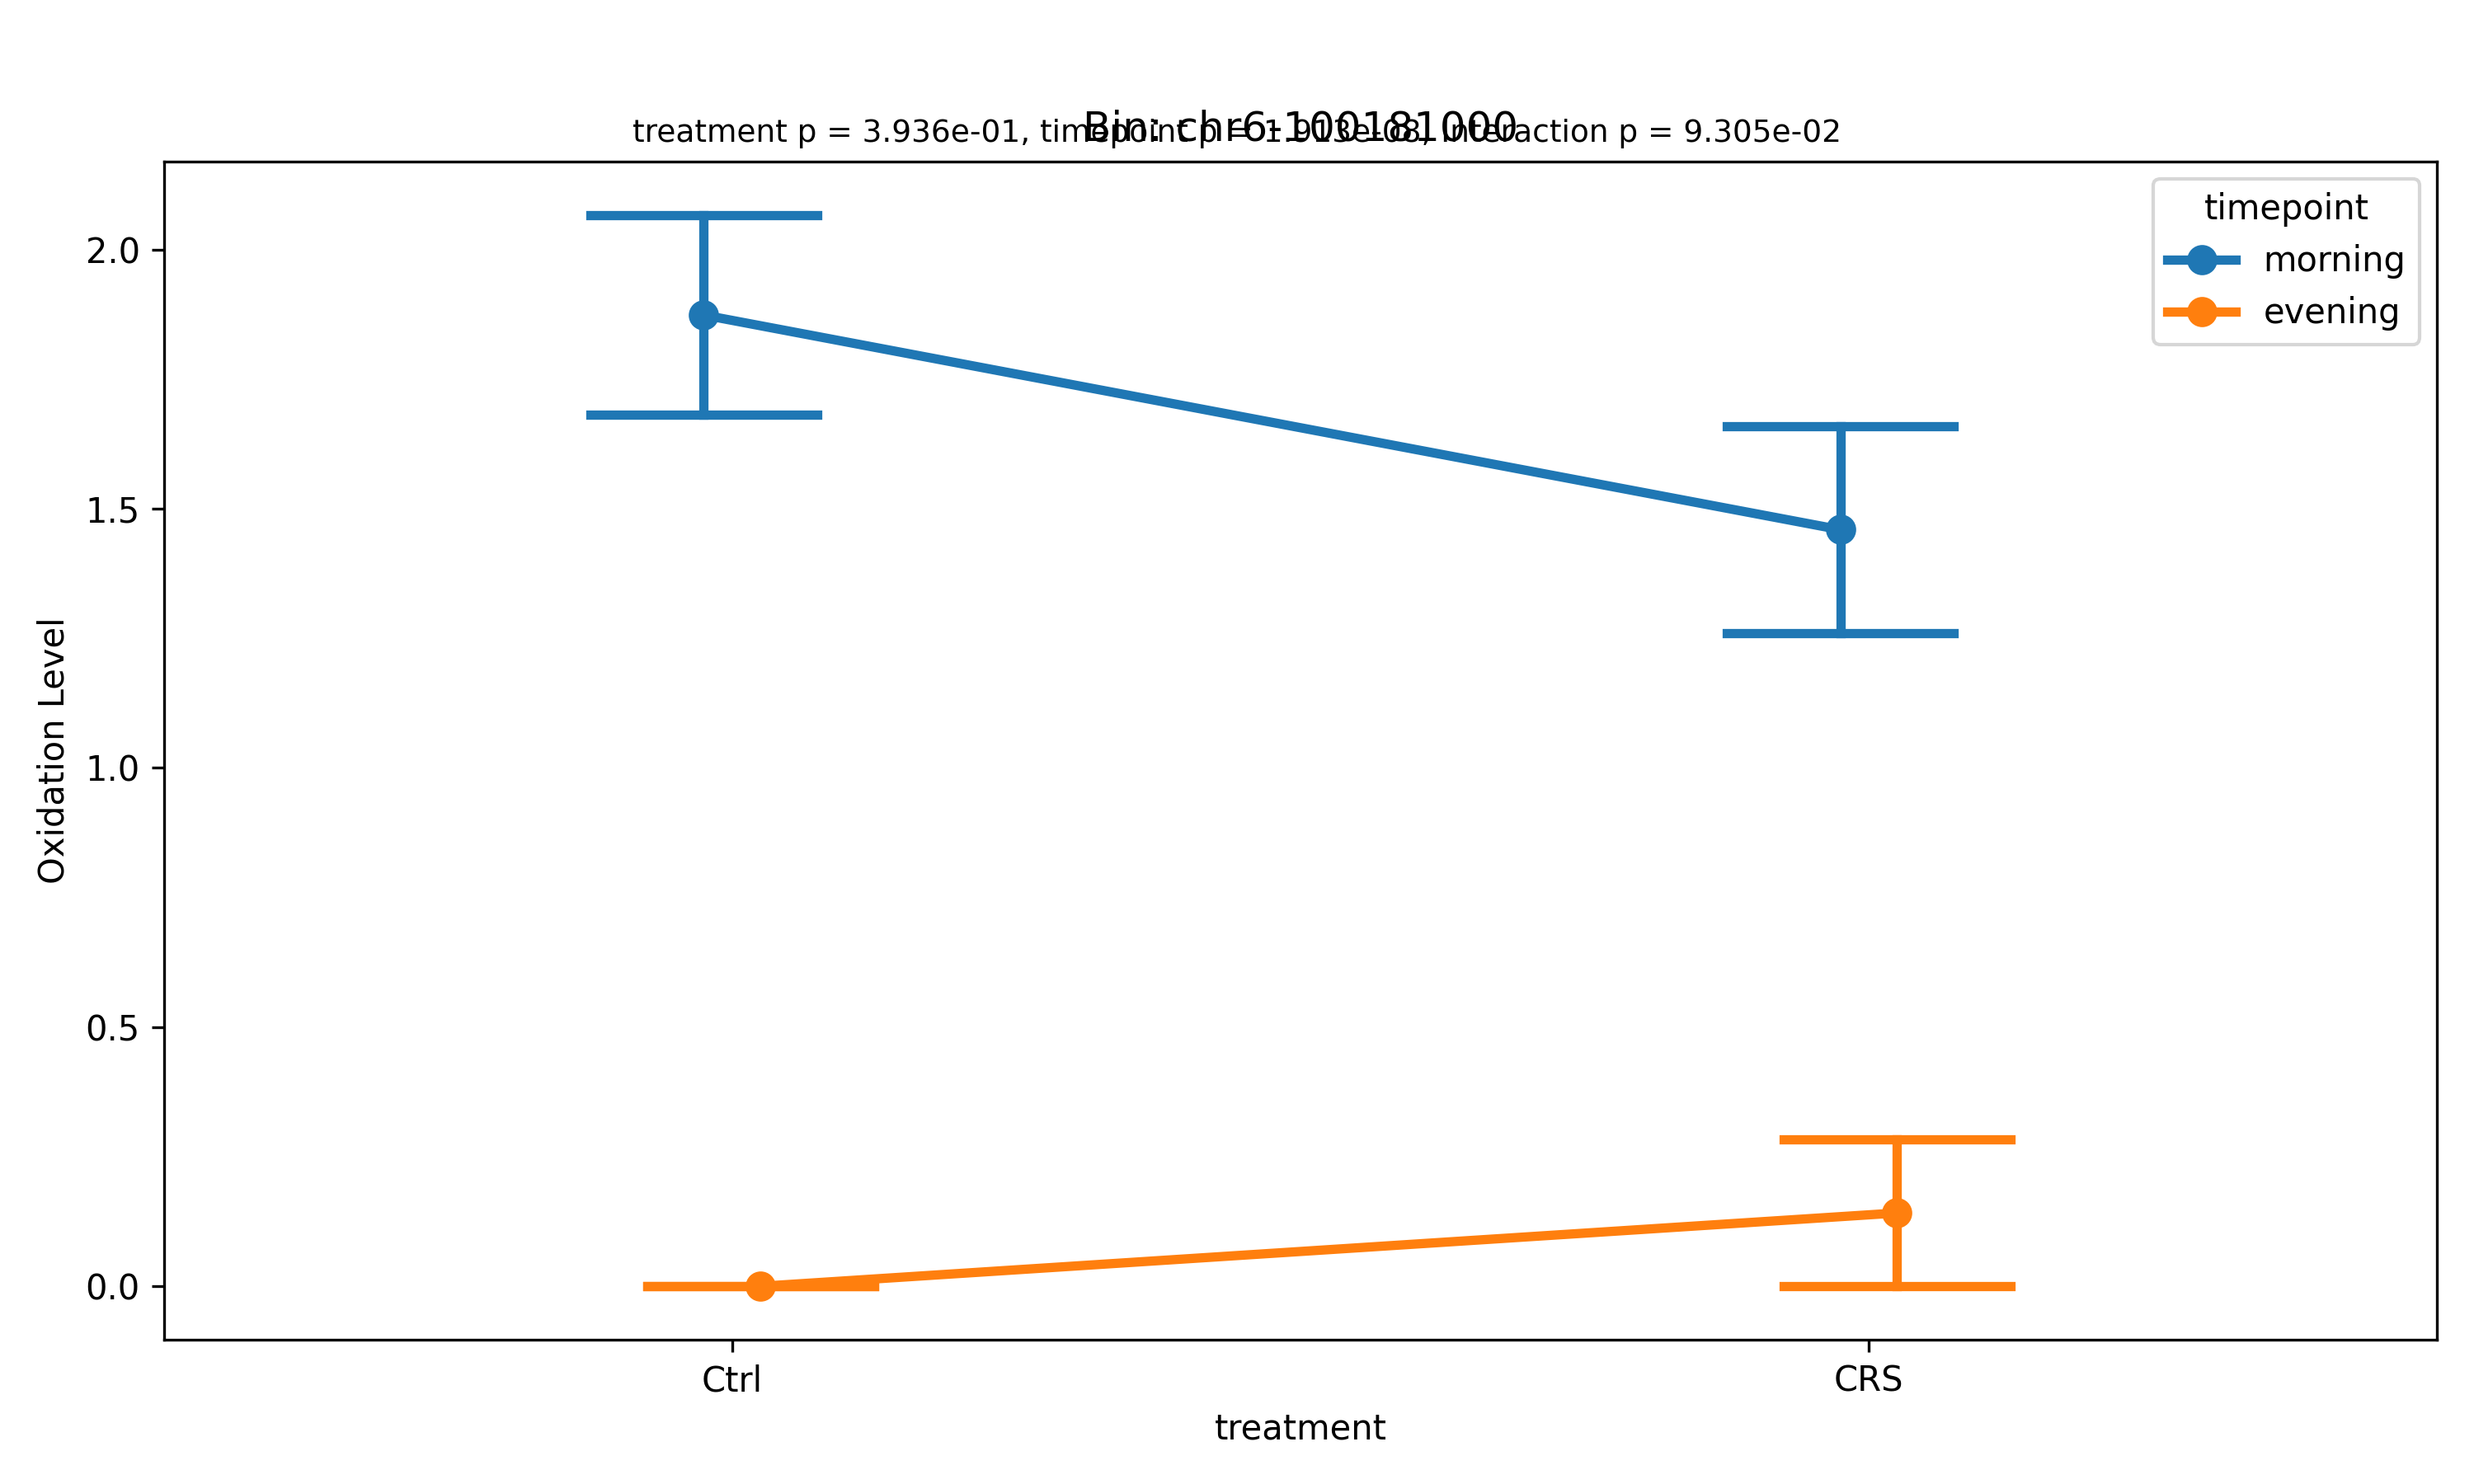 Bin: chr6-100181000
treatment p = 3.936e-01, timepoint p = interaction p = 9.305e-02
timepoint
morning
evening
Oxidation Level
2.0
1.5
1.0
0.5
0.0
Ctrl
CRS
treatment